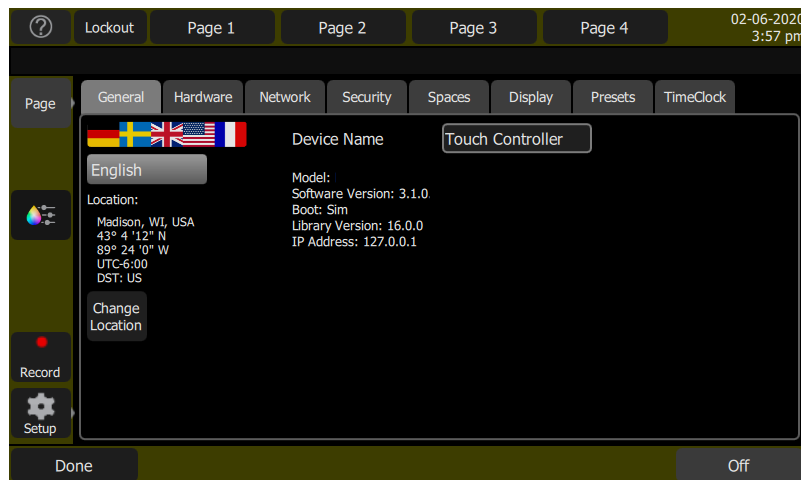 Lockout
Page 1
Page 2
Page 3
Page 4
02-06-2020
3:57 pm
Page
General
Hardware
Network
Security
Spaces
Display
Presets
TimeClock
English
Location:
Madison, WI, USA
43° 4 '12" N
89° 24 '0" W
UTC-6:00
DST: US
Change
Location
Device Name
Touch Controller
Model:
Software Version: 3.1.0.
Boot: Sim
Library Version: 16.0.0
IP Address: 127.0.0.1
Record
Setup
Done
Off